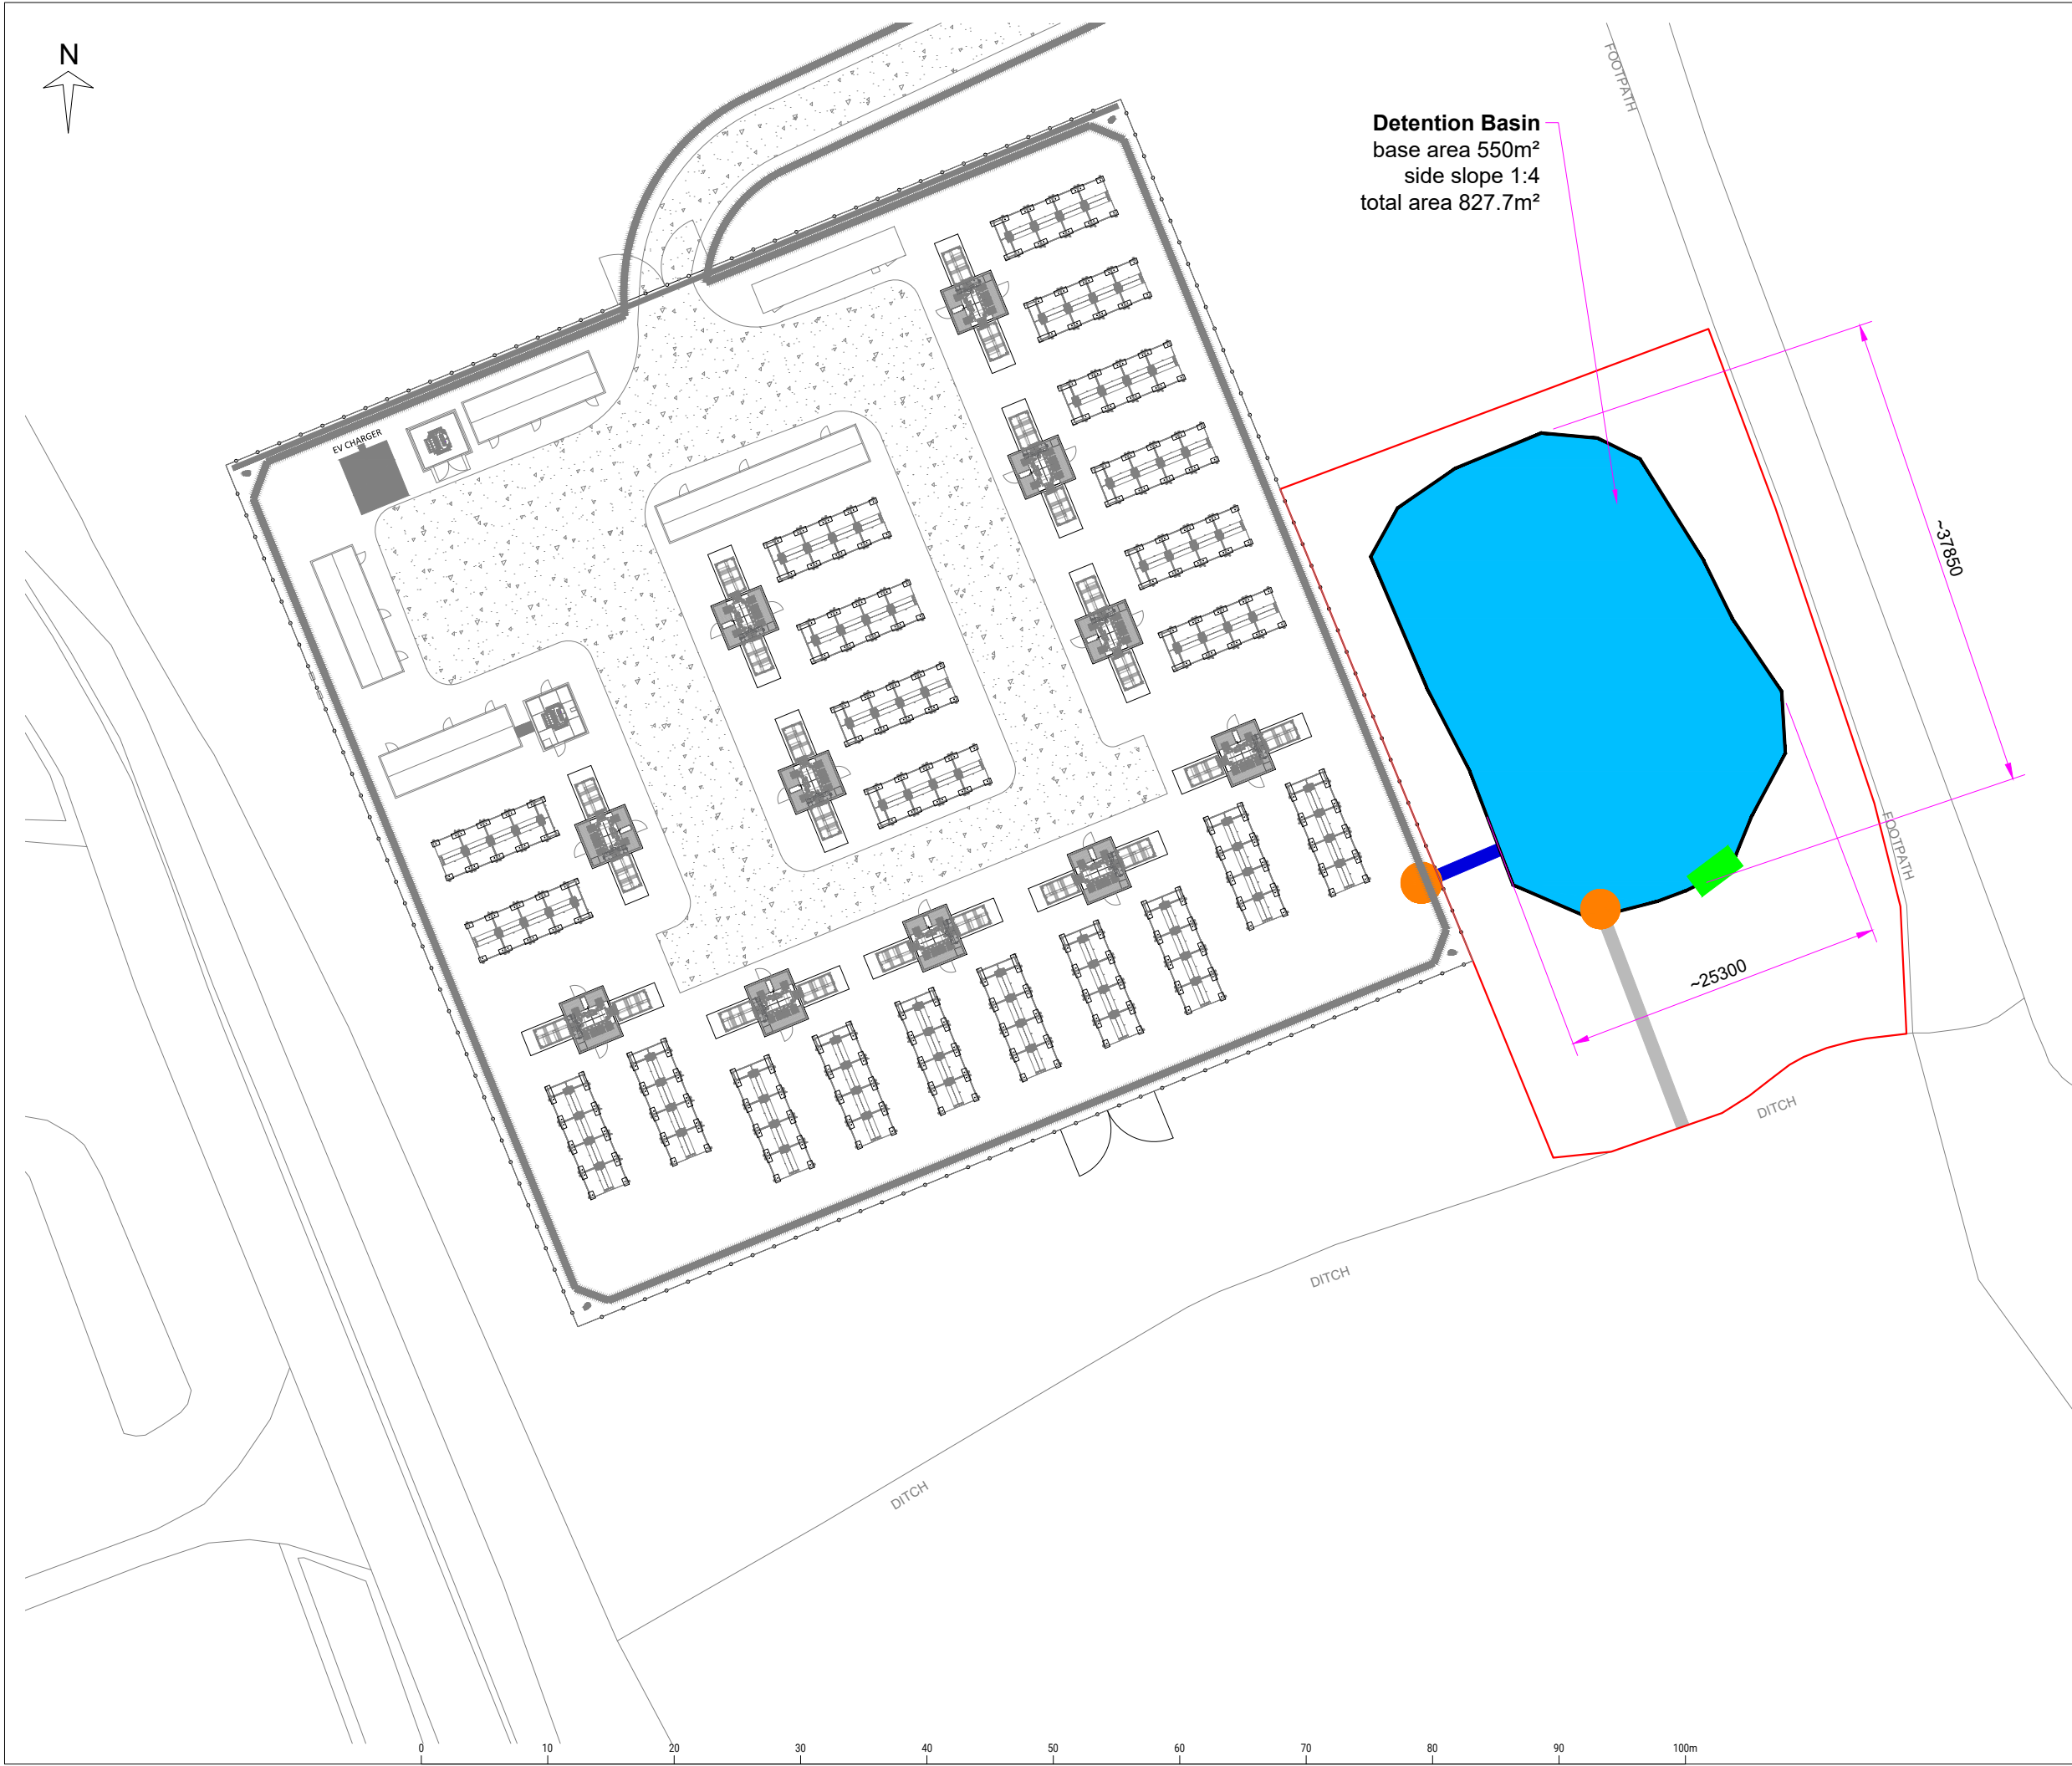 N
FOOTPATH
Detention Basin
base area 550m²
side slope 1:4
total area 827.7m²
EV CHARGER
~37850
FOOTPATH
~25300
DITCH
DITCH
DITCH
0 10 20 30 40 50 60 70 80 90 100m